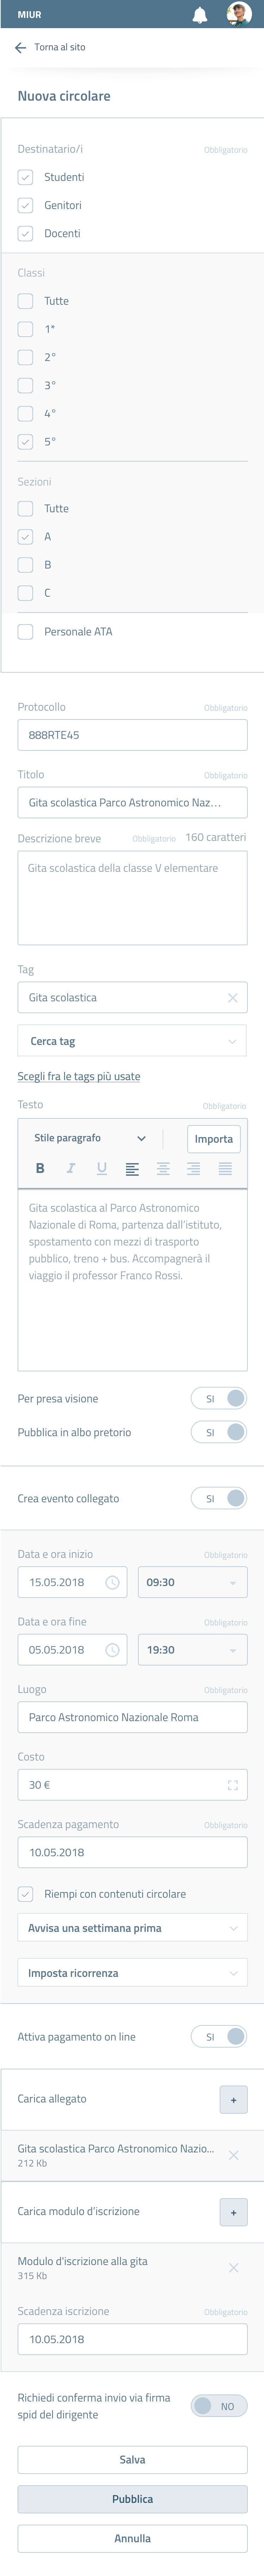 MIUR
Torna al sito
Nuova circolare
Destinatario/i Obbligatorio
Studenti
Genitori
Docenti
Classi
Tutte
1ª
2°
3°
4°
5°
Sezioni
Tutte
A
B
C
Personale ATA
Protocollo Obbligatorio
888RTE45
Titolo Obbligatorio
Gita scolastica Parco Astronomico Naz...
Descrizione breve Obbligatorio 160 caratteri
Gita scolastica della classe V elementare
Tag
Gita scolastica
Cerca tag
Scegli fra le tags più usate
Testo Obbligatorio
Stile paragrafo Importa
B I U
Gita scolastica al Parco Astronomico
Nazionale di Roma, partenza dall'istituto,
spostamento con mezzi di trasporto
pubblico, treno + bus. Accompagnerà il
viaggio il professor Franco Rossi.
Per presa visione SI
Pubblica in albo pretorio SI
Crea evento collegato SI
Data e ora inizio Obbligatorio
15.05.2018 09:30
Data e ora fine Obbligatorio
05.05.2018 19:30
Luogo Obbligatorio
Parco Astronomico Nazionale Roma
Costo
30 €
Scadenza pagamento Obbligatorio
10.05.2018
Riempi con contenuti circolare
Avvisa una settimana prima
Imposta ricorrenza
Attiva pagamento on line SI
Carica allegato +
Gita scolastica Parco Astronomico Nazio...
212 Kb
Carica modulo d'iscrizione +
Modulo d'iscrizione alla gita
315 Kb
Scadenza iscrizione Obbligatorio
10.05.2018
Richiedi conferma invio via firma
spid del dirigente NO
Salva
Pubblica
Annulla